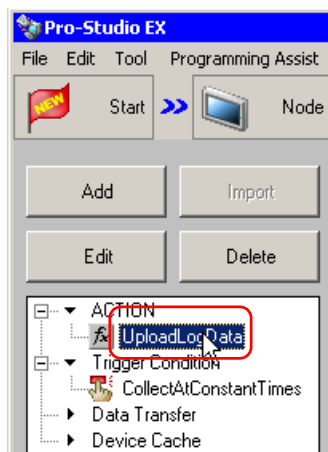 Pro-Studio EX
File Edit Tool Programming Assist
NEW Start Node
Add Import
Edit Delete
ACTION
fx UploadLogData
Trigger Condition
CollectAtConstantTimes
Data Transfer
Device Cache